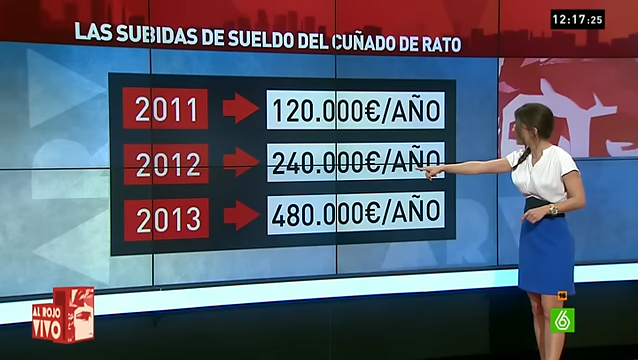 12:17:25
LAS SUBIDAS DE SUELDO DEL CUÑADO DE RATO
2011 120.000€/AÑO
2012 240.000€/AÑO
2013 480.000€/AÑO
AL ROJO
VIVO
6